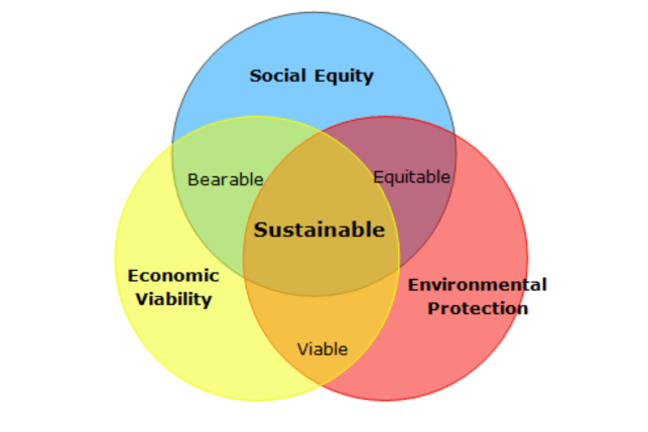 Social Equity
Bearable
Equitable
Sustainable
Economic
Viability
Environmental
Protection
Viable